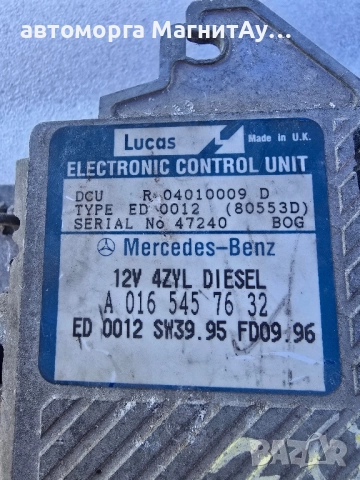 автоморга МагнитАу...
Lucas
Made in U.K.
ELECTRONIC CONTROL UNIT
DCU R 04010009 D
TYPE ED 0012 (80553D)
SERIAL No 47240 BOG
Mercedes-Benz
12V 4ZYL DIESEL
A 016 545 76 32
ED 0012 SW39.95 FD09.96
BAZAR